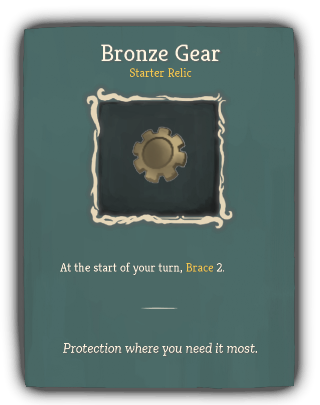 Bronze Gear
Starter Relic
At the start of your turn, Brace 2.
Protection where you need it most.